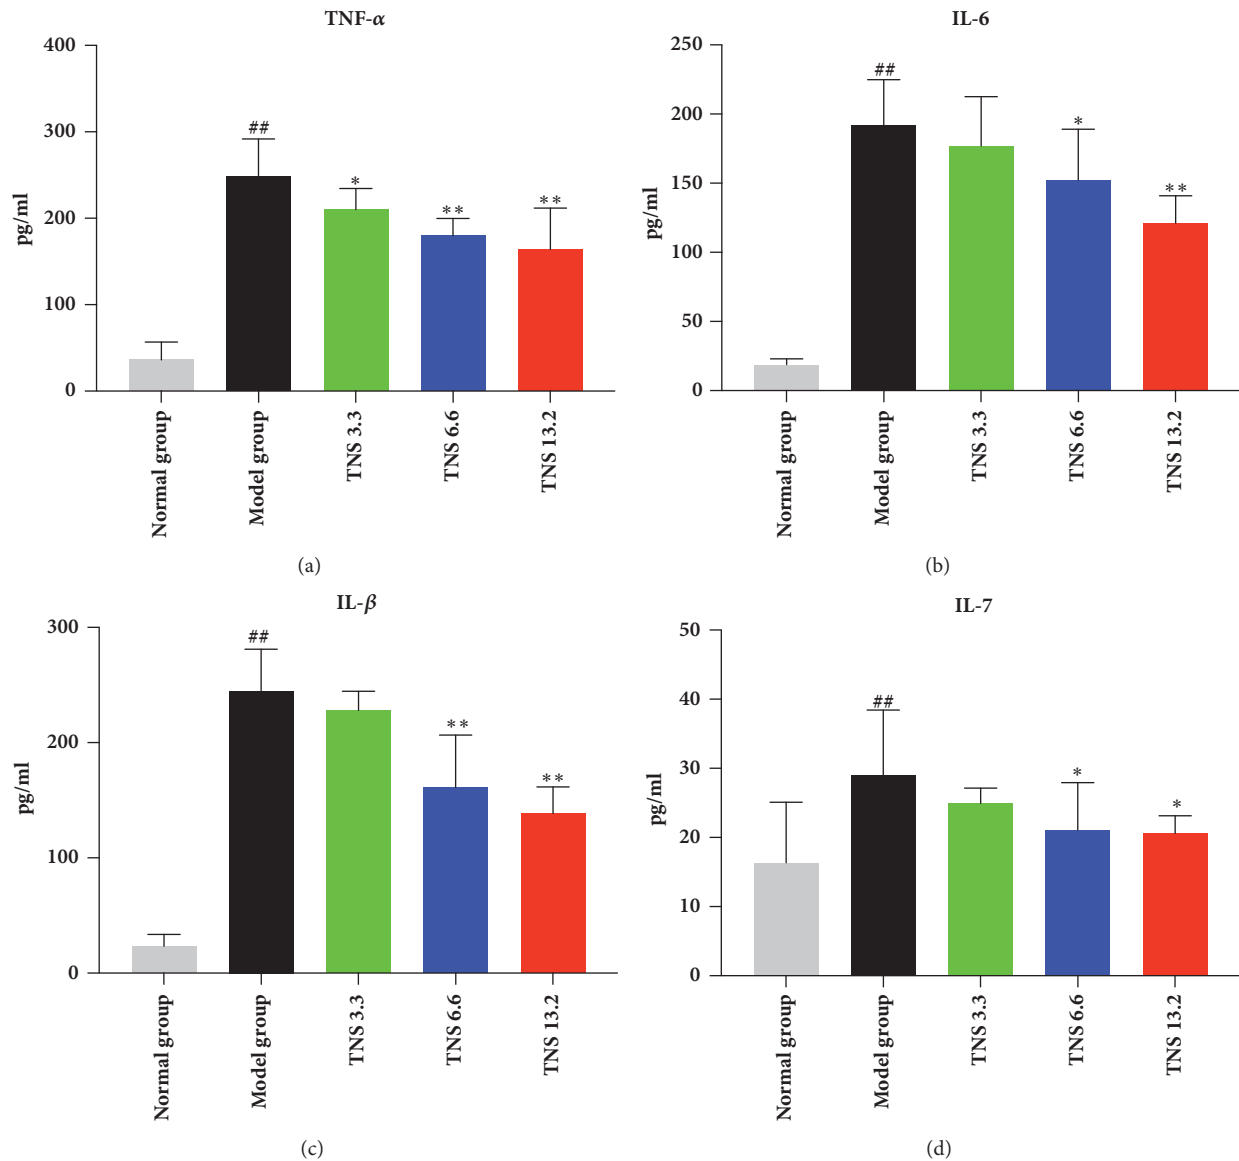 TNF-α
400
300
200
100
0
pg/ml
##
*
**
**
Normal group
Model group
TNS 3.3
TNS 6.6
TNS 13.2
(a)
IL-6
250
200
150
100
50
0
pg/ml
##
*
**
Normal group
Model group
TNS 3.3
TNS 6.6
TNS 13.2
(b)
IL-β
300
200
100
0
pg/ml
##
**
**
Normal group
Model group
TNS 3.3
TNS 6.6
TNS 13.2
(c)
IL-7
50
40
30
20
10
0
pg/ml
##
*
*
Normal group
Model group
TNS 3.3
TNS 6.6
TNS 13.2
(d)